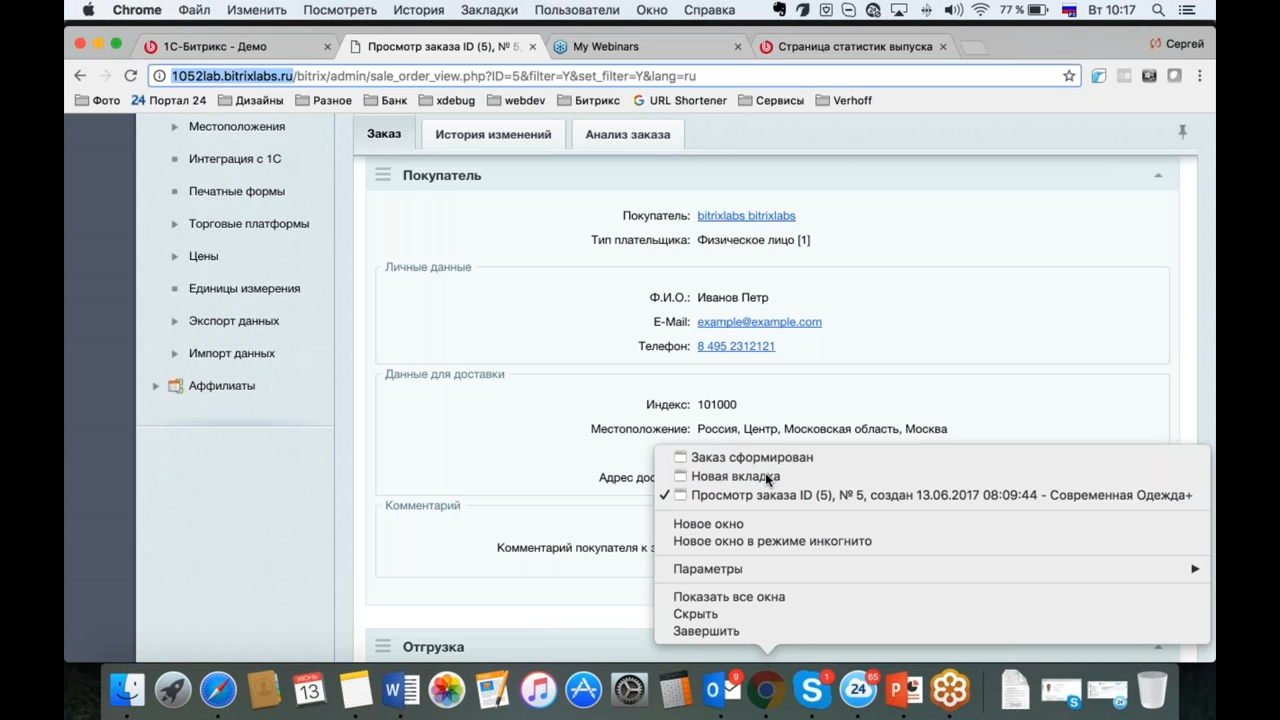 Chrome Файл Изменить Посмотреть История Закладки Пользователи Окно Справка 77 % Вт 10:17
1С-Битрикс - Демо Просмотр заказа ID (5), № 5, My Webinars Страница статистик выпуска Сергей
1052lab.bitrixlabs.ru/bitrix/admin/sale_order_view.php?ID=5&filter=Y&set_filter=Y&lang=ru
Фото 24 Портал 24 Дизайны Разное Банк xdebug webdev Битрикс URL Shortener Сервисы Verhoff
Местоположения
Интеграция с 1С
Печатные формы
Торговые платформы
Цены
Единицы измерения
Экспорт данных
Импорт данных
Аффилиаты
Заказ История изменений Анализ заказа
Покупатель
Покупатель: bitrixlabs bitrixlabs
Тип плательщика: Физическое лицо [1]
Личные данные
Ф.И.О.: Иванов Петр
E-Mail: example@example.com
Телефон: 8 495 2312121
Данные для доставки
Индекс: 101000
Местоположение: Россия, Центр, Московская область, Москва
Адрес дос
Комментарий
Комментарий покупателя к з
Отгрузка
Заказ сформирован
Новая вкладка
Просмотр заказа ID (5), № 5, создан 13.06.2017 08:09:44 - Современная Одежда+
Новое окно
Новое окно в режиме инкогнито
Параметры
Показать все окна
Скрыть
Завершить
ИЮНЬ
13
9
1
24
65